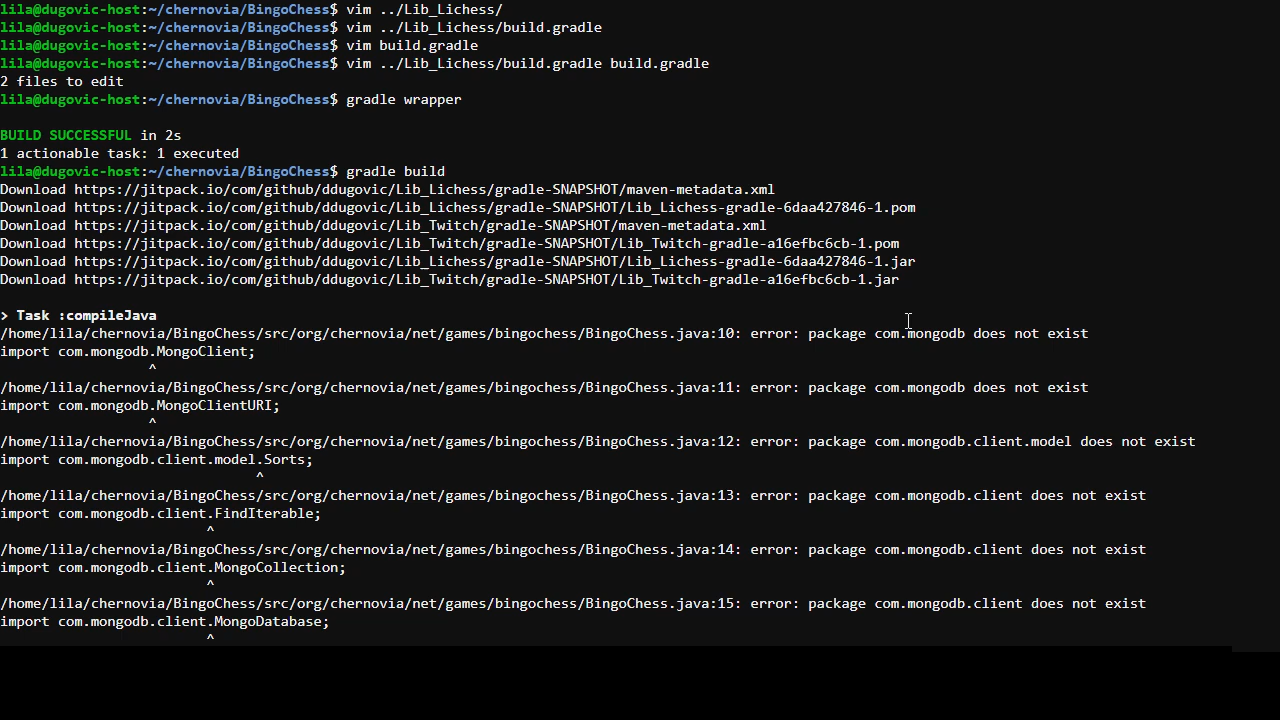 lila@dugovic-host:~/chernovia/BingoChess$ vim ../Lib_Lichess/
lila@dugovic-host:~/chernovia/BingoChess$ vim ../Lib_Lichess/build.gradle
lila@dugovic-host:~/chernovia/BingoChess$ vim build.gradle
lila@dugovic-host:~/chernovia/BingoChess$ vim ../Lib_Lichess/build.gradle build.gradle
2 files to edit
lila@dugovic-host:~/chernovia/BingoChess$ gradle wrapper
BUILD SUCCESSFUL in 2s
1 actionable task: 1 executed
lila@dugovic-host:~/chernovia/BingoChess$ gradle build
Download https://jitpack.io/com/github/ddugovic/Lib_Lichess/gradle-SNAPSHOT/maven-metadata.xml
Download https://jitpack.io/com/github/ddugovic/Lib_Lichess/gradle-SNAPSHOT/Lib_Lichess-gradle-6daa427846-1.pom
Download https://jitpack.io/com/github/ddugovic/Lib_Twitch/gradle-SNAPSHOT/maven-metadata.xml
Download https://jitpack.io/com/github/ddugovic/Lib_Twitch/gradle-SNAPSHOT/Lib_Twitch-gradle-a16efbc6cb-1.pom
Download https://jitpack.io/com/github/ddugovic/Lib_Lichess/gradle-SNAPSHOT/Lib_Lichess-gradle-6daa427846-1.jar
Download https://jitpack.io/com/github/ddugovic/Lib_Twitch/gradle-SNAPSHOT/Lib_Twitch-gradle-a16efbc6cb-1.jar
> Task :compileJava
/home/lila/chernovia/BingoChess/src/org/chernovia/net/games/bingochess/BingoChess.java:10: error: package com.mongodb does not exist
import com.mongodb.MongoClient;
^
/home/lila/chernovia/BingoChess/src/org/chernovia/net/games/bingochess/BingoChess.java:11: error: package com.mongodb does not exist
import com.mongodb.MongoClientURI;
^
/home/lila/chernovia/BingoChess/src/org/chernovia/net/games/bingochess/BingoChess.java:12: error: package com.mongodb.client.model does not exist
import com.mongodb.client.model.Sorts;
^
/home/lila/chernovia/BingoChess/src/org/chernovia/net/games/bingochess/BingoChess.java:13: error: package com.mongodb.client does not exist
import com.mongodb.client.FindIterable;
^
/home/lila/chernovia/BingoChess/src/org/chernovia/net/games/bingochess/BingoChess.java:14: error: package com.mongodb.client does not exist
import com.mongodb.client.MongoCollection;
^
/home/lila/chernovia/BingoChess/src/org/chernovia/net/games/bingochess/BingoChess.java:15: error: package com.mongodb.client does not exist
import com.mongodb.client.MongoDatabase;
^